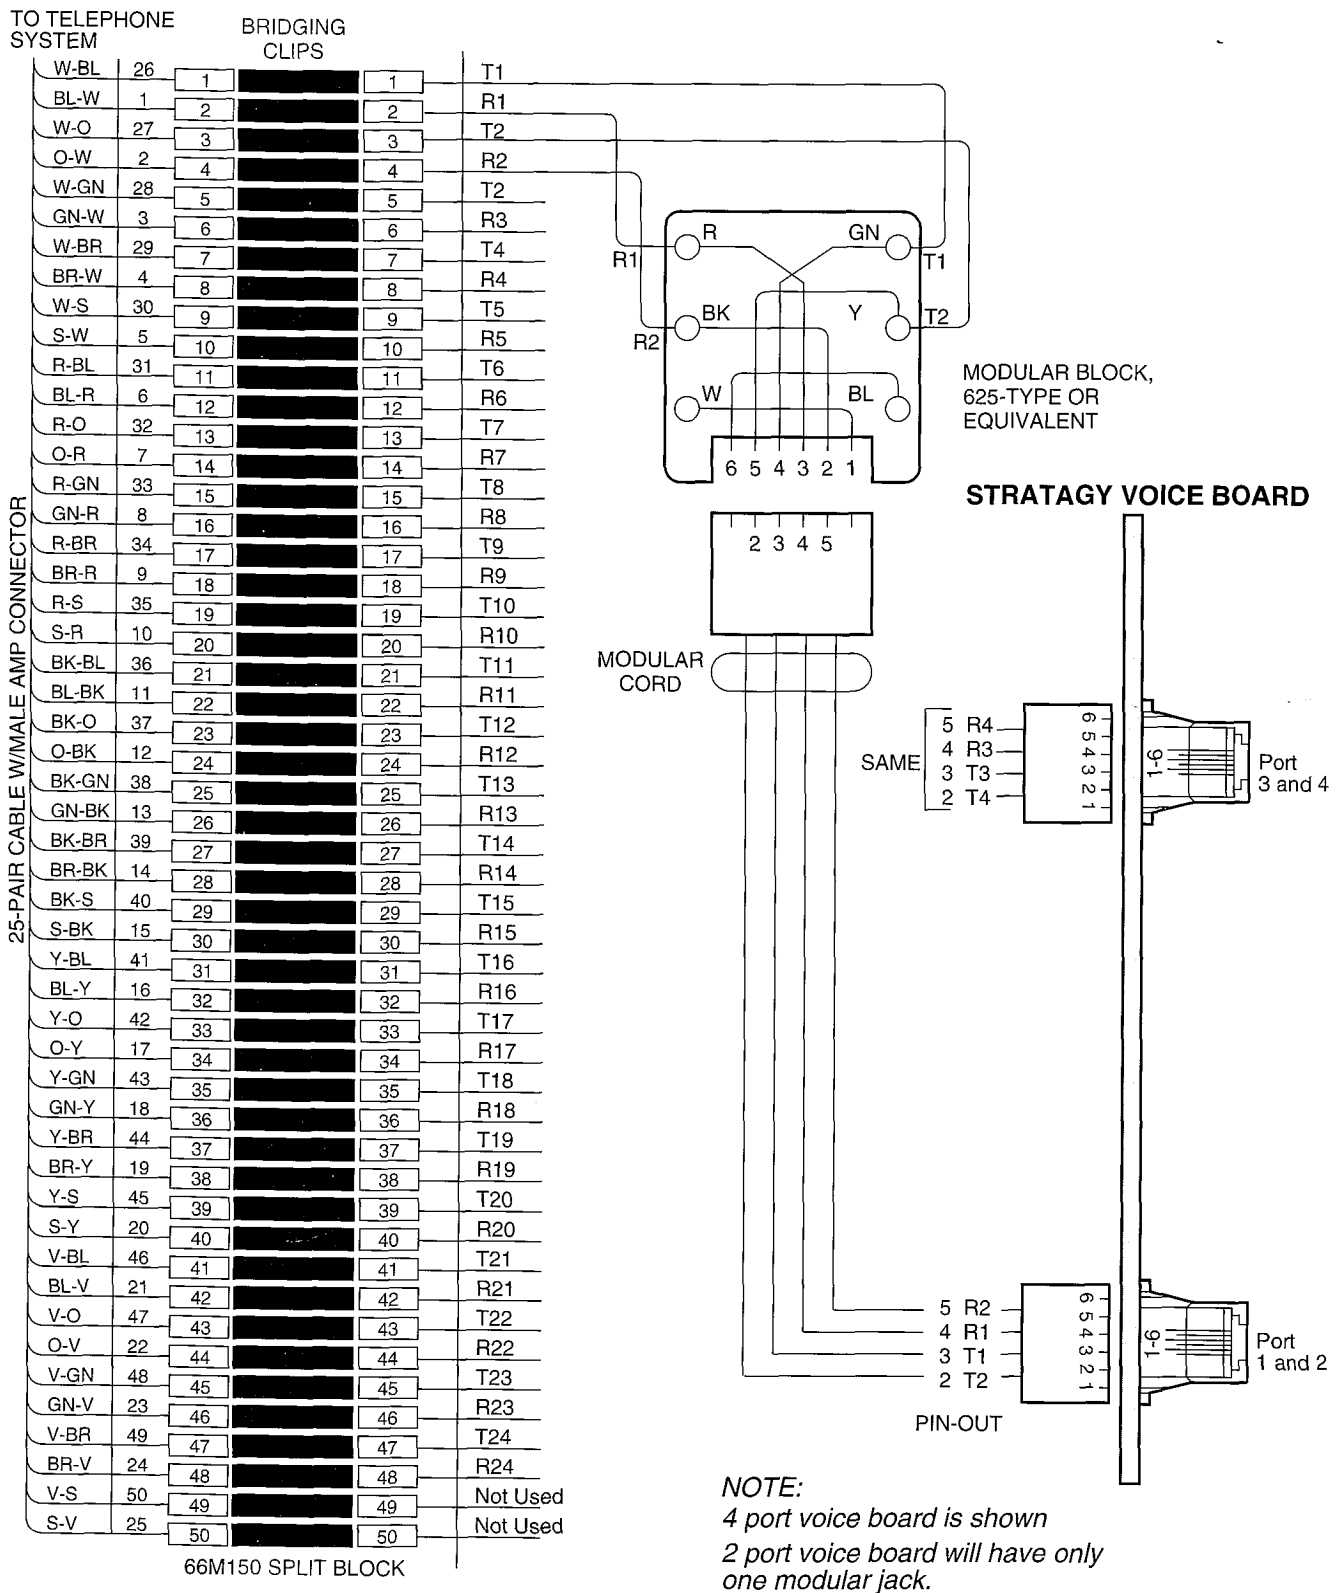 TO TELEPHONE
SYSTEM
BRIDGING
CLIPS
W-BL 26 1 1 T1
BL-W 1 2 2 R1
W-O 27 3 3 T2
O-W 2 4 4 R2
W-GN 28 5 5 T2
GN-W 3 6 6 R3
W-BR 29 7 7 T4
BR-W 4 8 8 R4
W-S 30 9 9 T5
S-W 5 10 10 R5
R-BL 31 11 11 T6
BL-R 6 12 12 R6
R-O 32 13 13 T7
O-R 7 14 14 R7
R-GN 33 15 15 T8
GN-R 8 16 16 R8
R-BR 34 17 17 T9
BR-R 9 18 18 R9
R-S 35 19 19 T10
S-R 10 20 20 R10
BK-BL 36 21 21 T11
BL-BK 11 22 22 R11
BK-O 37 23 23 T12
O-BK 12 24 24 R12
BK-GN 38 25 25 T13
GN-BK 13 26 26 R13
BK-BR 39 27 27 T14
BR-BK 14 28 28 R14
BK-S 40 29 29 T15
S-BK 15 30 30 R15
Y-BL 41 31 31 T16
BL-Y 16 32 32 R16
Y-O 42 33 33 T17
O-Y 17 34 34 R17
Y-GN 43 35 35 T18
GN-Y 18 36 36 R18
Y-BR 44 37 37 T19
BR-Y 19 38 38 R19
Y-S 45 39 39 T20
S-Y 20 40 40 R20
V-BL 46 41 41 T21
BL-V 21 42 42 R21
V-O 47 43 43 T22
O-V 22 44 44 R22
V-GN 48 45 45 T23
GN-V 23 46 46 R23
V-BR 49 47 47 T24
BR-V 24 48 48 R24
V-S 50 49 49 Not Used
S-V 25 50 50 Not Used
25-PAIR CABLE W/MALE AMP CONNECTOR
66M150 SPLIT BLOCK
R GN
R1 T1
BK Y T2
R2
W BL
6 5 4 3 2 1
MODULAR BLOCK,
625-TYPE OR
EQUIVALENT
2 3 4 5
MODULAR
CORD
STRATAGY VOICE BOARD
SAME
5 R4
4 R3
3 T3
2 T4
6 5 4 3 2 1
1-6
Port
3 and 4
5 R2
4 R1
3 T1
2 T2
6 5 4 3 2 1
1-6
Port
1 and 2
PIN-OUT
NOTE:
4 port voice board is shown
2 port voice board will have only
one modular jack.